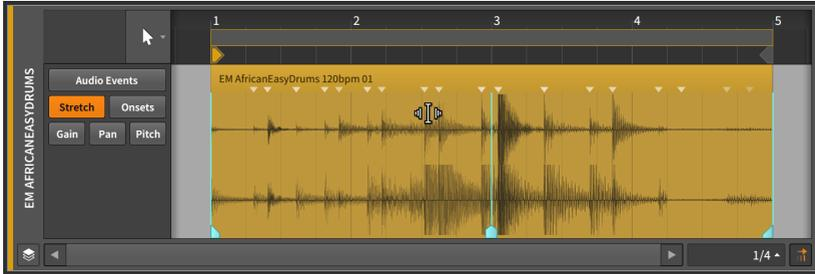 1 2 3 4 5
EM AFRICANEASYDRUMS
Audio Events
Stretch Onsets
Gain Pan Pitch
EM AfricanEasyDrums 120bpm 01
1/4